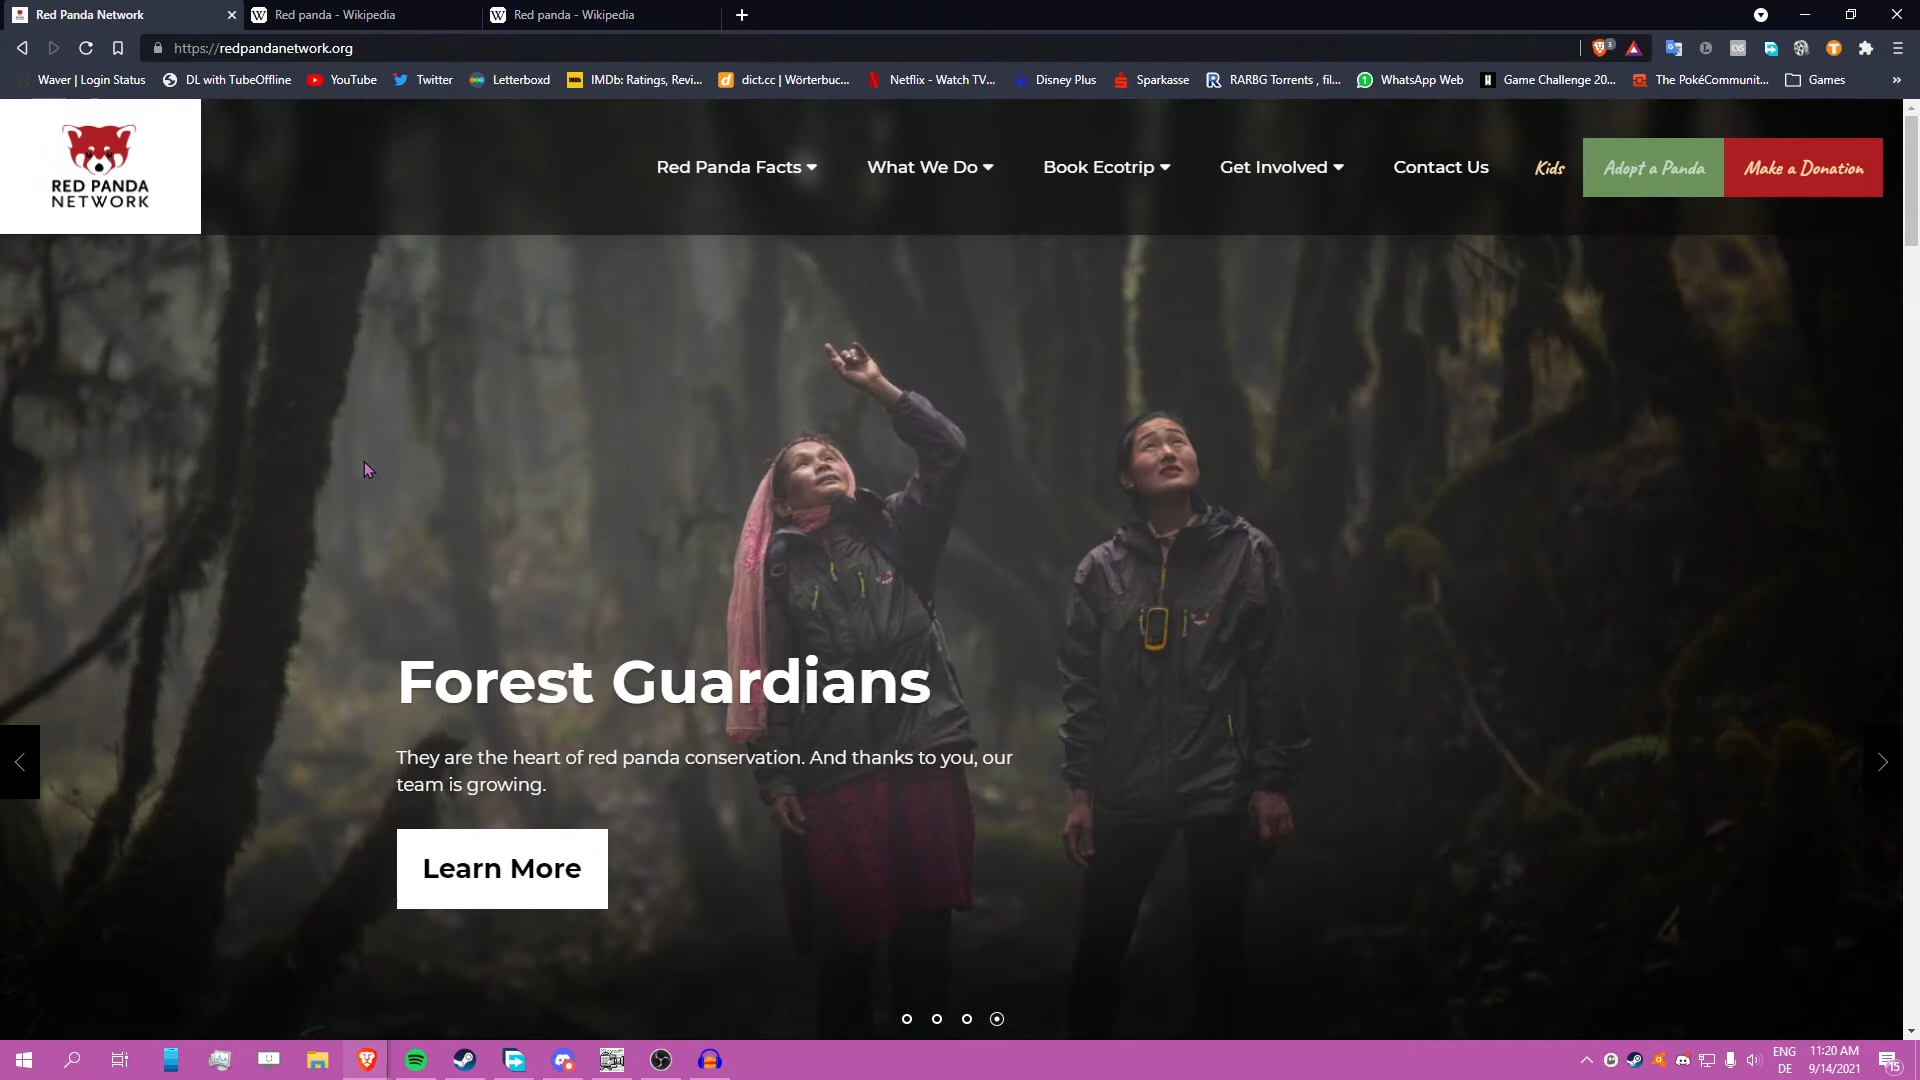 Red Panda Network
Red panda - Wikipedia
Red panda - Wikipedia
https://redpandanetwork.org
3
Waver | Login Status
DL with TubeOffline
YouTube
Twitter
Letterboxd
IMDb: Ratings, Revi...
dict.cc | Wörterbuc...
Netflix - Watch TV...
Disney Plus
Sparkasse
RARBG Torrents , fil...
WhatsApp Web
Game Challenge 20...
The PokéCommunit...
Games
RED PANDA
NETWORK
Red Panda Facts
What We Do
Book Ecotrip
Get Involved
Contact Us
Kids
Adopt a Panda
Make a Donation
Forest Guardians
They are the heart of red panda conservation. And thanks to you, our
team is growing.
Learn More
ENG
DE
11:20 AM
9/14/2021
15